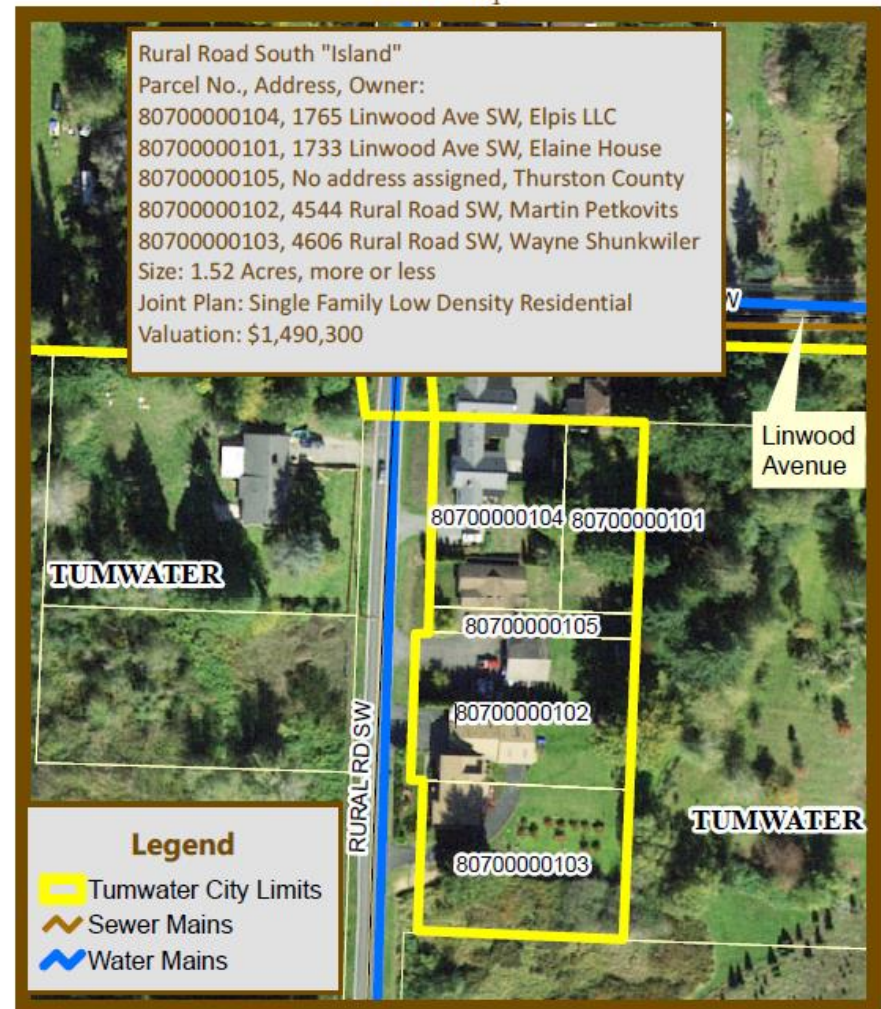 Rural Road South "Island"
Parcel No., Address, Owner:
80700000104, 1765 Linwood Ave SW, Elpis LLC
80700000101, 1733 Linwood Ave SW, Elaine House
80700000105, No address assigned, Thurston County
80700000102, 4544 Rural Road SW, Martin Petkovits
80700000103, 4606 Rural Road SW, Wayne Shunkwiler
Size: 1.52 Acres, more or less
Joint Plan: Single Family Low Density Residential
Valuation: $1,490,300
W
Linwood
Avenue
80700000104
80700000101
TUMWATER
80700000105
80700000102
RURAL RD SW
TUMWATER
80700000103
Legend
Tumwater City Limits
Sewer Mains
Water Mains